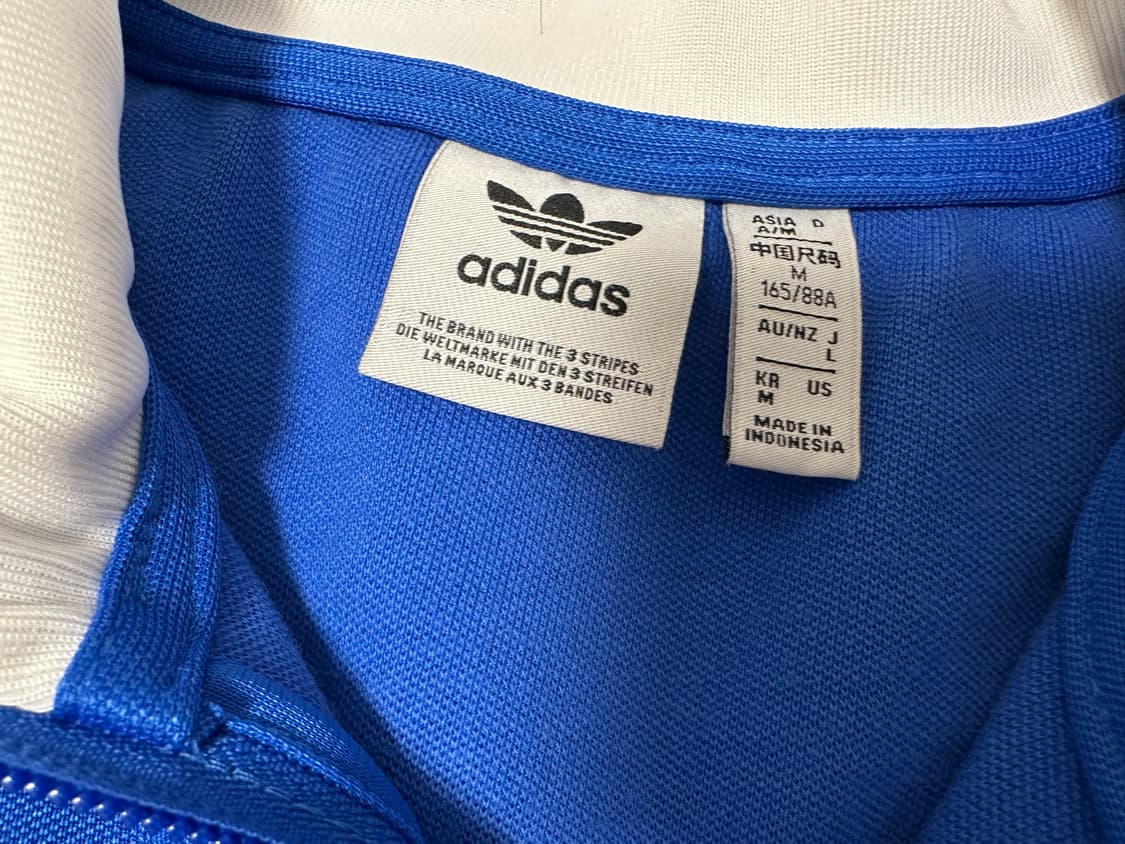 adidas
THE BRAND WITH THE 3 STRIPES
DIE WELTMARKE MIT DEN 3 STREIFEN
LA MARQUE AUX 3 BANDES
ASIA D
A/M
中国尺码
M
165/88A
AU/NZ J
L
KR US
M
MADE IN
INDONESIA